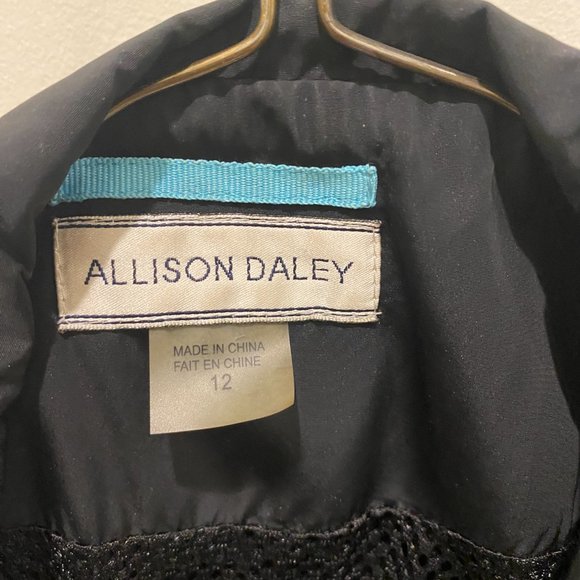 ALLISON DALEY
MADE IN CHINA
FAIT EN CHINE
12